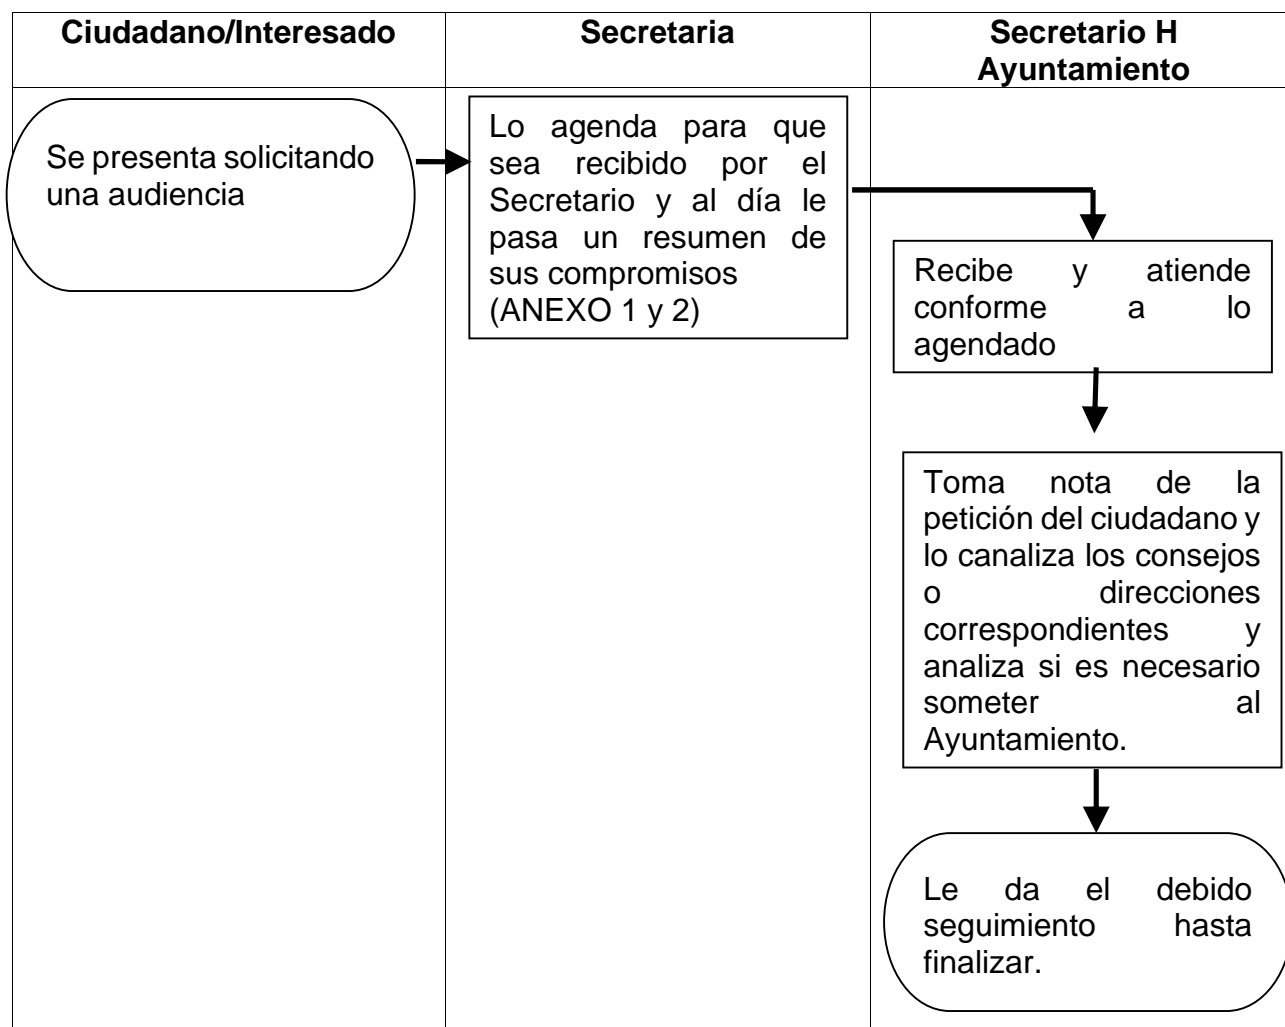 Ciudadano/Interesado
Secretaria
Secretario H
Ayuntamiento
Se presenta solicitando
una audiencia
Lo agenda para que
sea recibido por el
Secretario y al día le
pasa un resumen de
sus compromisos
(ANEXO 1 y 2)
Recibe y atiende
conforme a lo
agendado
Toma nota de la
petición del ciudadano y
lo canaliza los consejos
o direcciones
correspondientes y
analiza si es necesario
someter al
Ayuntamiento.
Le da el debido
seguimiento hasta
finalizar.